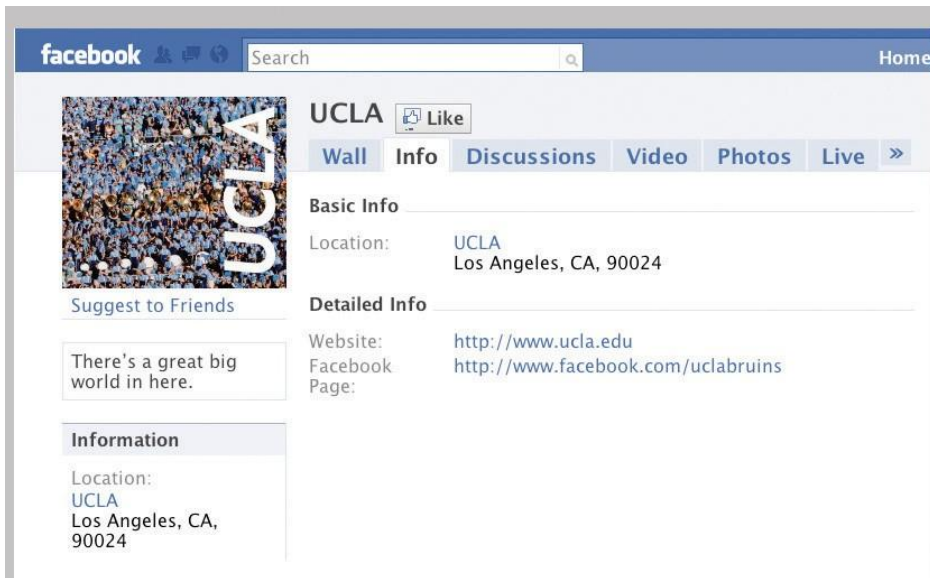 facebook
Search
Home
UCLA
UCLA Like
Wall Info Discussions Video Photos Live »
Suggest to Friends
There's a great big
world in here.
Information
Location:
UCLA
Los Angeles, CA,
90024
Basic Info
Location: UCLA
Los Angeles, CA, 90024
Detailed Info
Website: http://www.ucla.edu
Facebook http://www.facebook.com/uclabruins
Page: